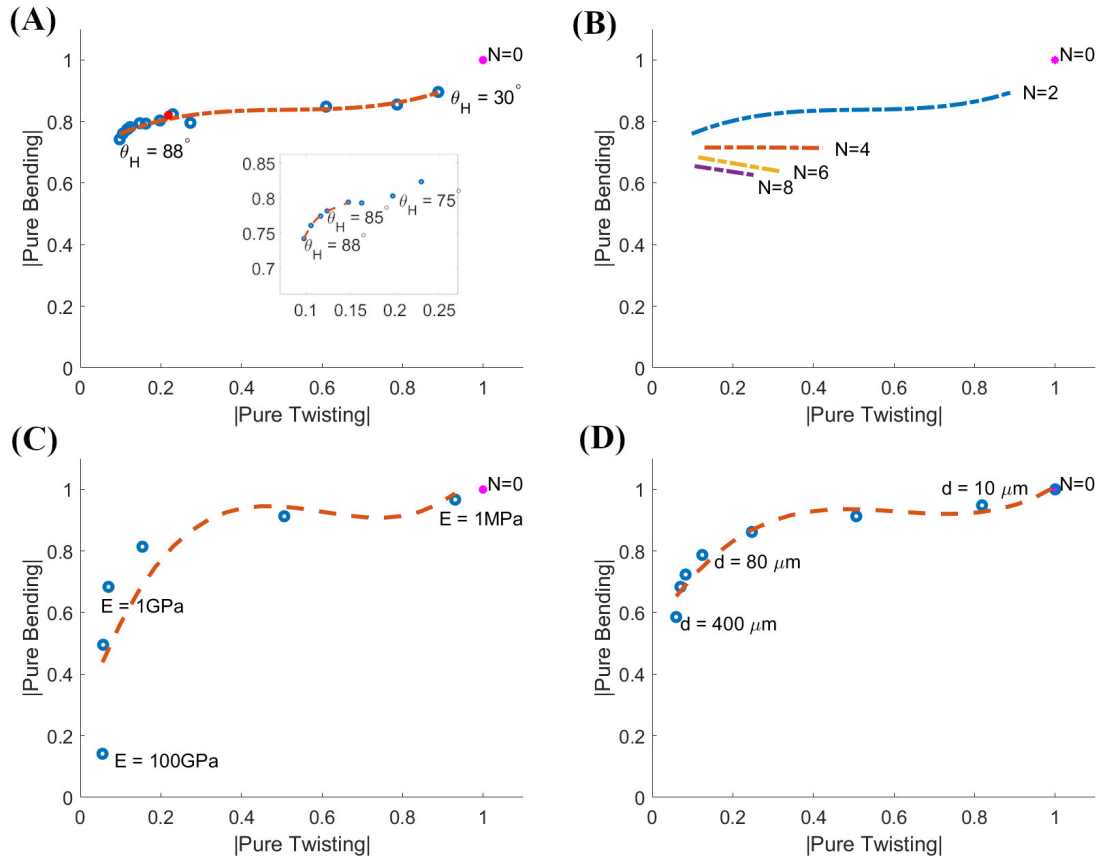 (A)
1
0.8
0.6
0.4
0.2
0
|Pure Bending|
N=0
θH = 30°
θH = 88°
0.85
0.8
0.75
0.7
θH = 75°
θH = 85°
θH = 88°
0.1 0.15 0.2 0.25
0 0.2 0.4 0.6 0.8 1
|Pure Twisting|
(B)
1
0.8
0.6
0.4
0.2
0
|Pure Bending|
N=0
N=2
N=4
N=6
N=8
0 0.2 0.4 0.6 0.8 1
|Pure Twisting|
(C)
1
0.8
0.6
0.4
0.2
0
|Pure Bending|
N=0
E = 1MPa
E = 1GPa
E = 100GPa
0 0.2 0.4 0.6 0.8 1
|Pure Twisting|
(D)
1
0.8
0.6
0.4
0.2
0
|Pure Bending|
N=0
d = 10 μm
d = 80 μm
d = 400 μm
0 0.2 0.4 0.6 0.8 1
|Pure Twisting|